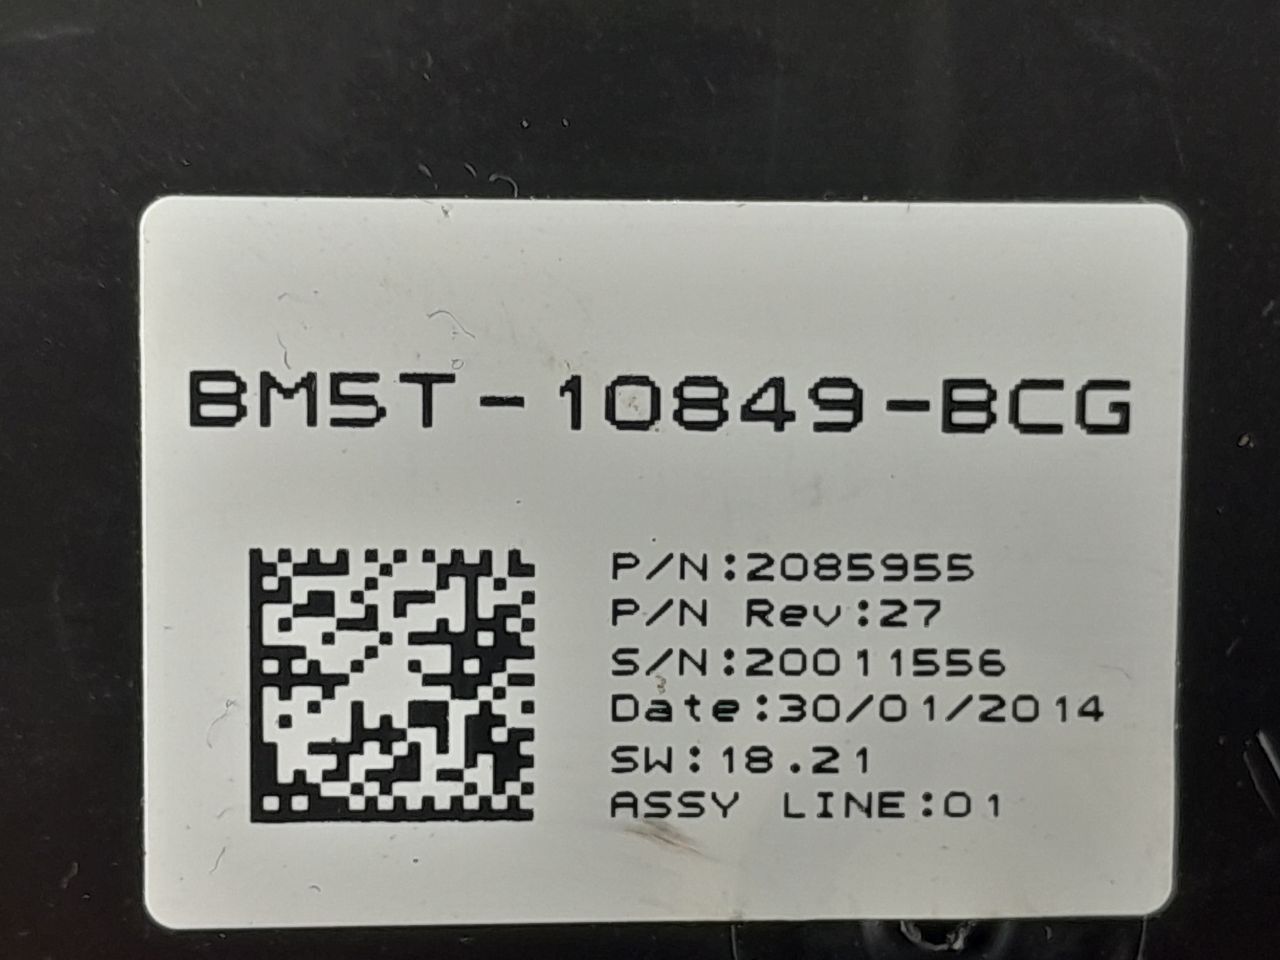 BM5T-10849-BCG
P/N:2085955
P/N Rev:27
S/N:20011556
Date:30/01/2014
SW:18.21
ASSY LINE:01